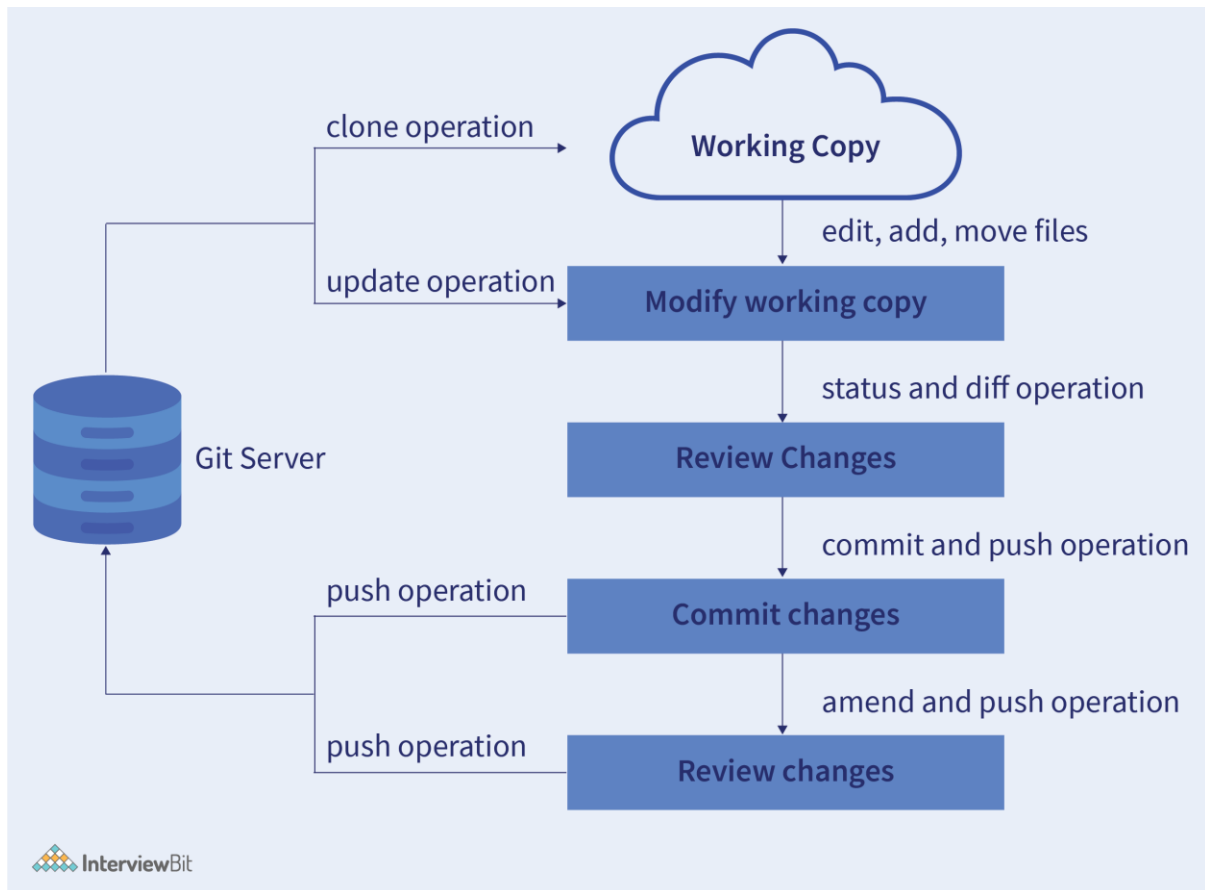 clone operation
Working Copy
edit, add, move files
update operation
Modify working copy
status and diff operation
Git Server
Review Changes
commit and push operation
push operation
Commit changes
amend and push operation
push operation
Review changes
InterviewBit